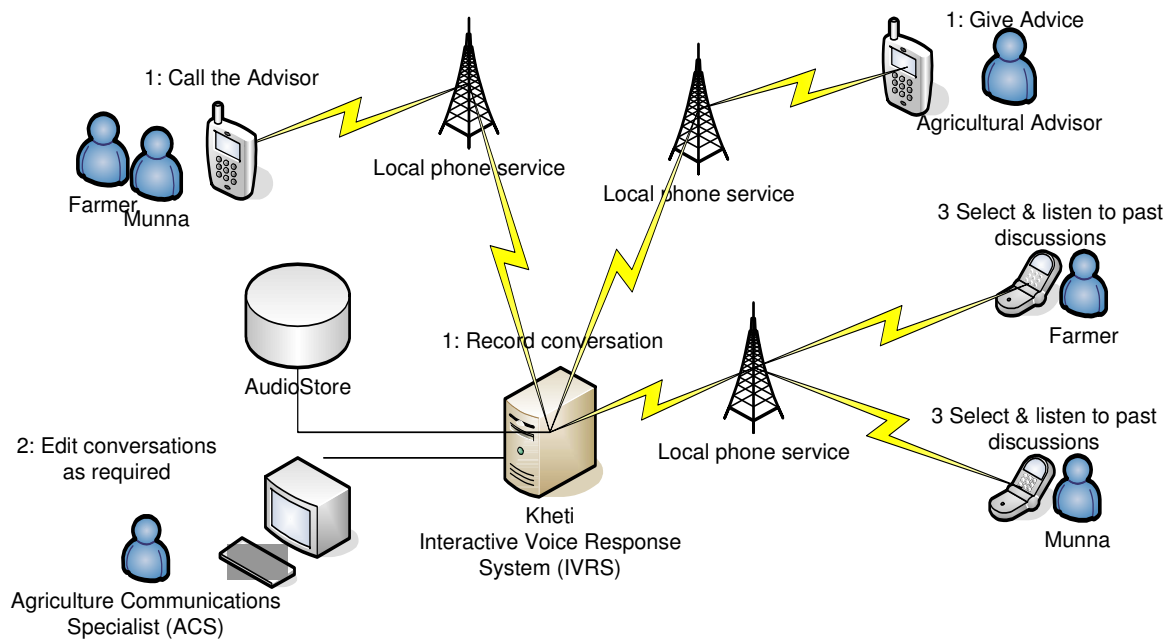 1: Give Advice
1: Call the Advisor
Agricultural Advisor
Local phone service
Local phone service
Farmer
Munna
3 Select & listen to past
discussions
Farmer
1: Record conversation
AudioStore
3 Select & listen to past
discussions
Local phone service
2: Edit conversations
as required
Munna
Kheti
Interactive Voice Response
System (IVRS)
Agriculture Communications
Specialist (ACS)